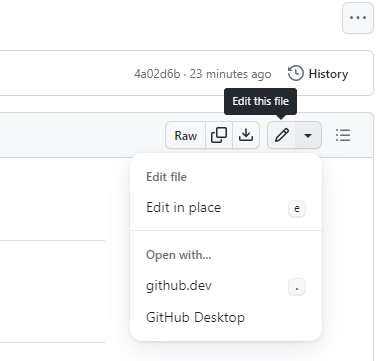 4a02d6b · 23 minutes ago History
Edit this file
Raw
Edit file
Edit in place e
Open with...
github.dev .
GitHub Desktop